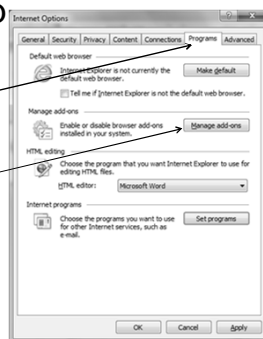 Internet Options
General Security Privacy Content Connections Programs Advanced
Default web browser
Internet Explorer is not currently the
default web browser.
Make default
Tell me if Internet Explorer is not the default web browser.
Manage add-ons
Enable or disable browser add-ons
installed in your system.
Manage add-ons
HTML editing
Choose the program that you want Internet Explorer to use for
editing HTML files.
HTML editor:
Microsoft Word
Internet programs
Choose the programs you want to use
for other Internet services, such as
e-mail.
Set programs
OK Cancel Apply